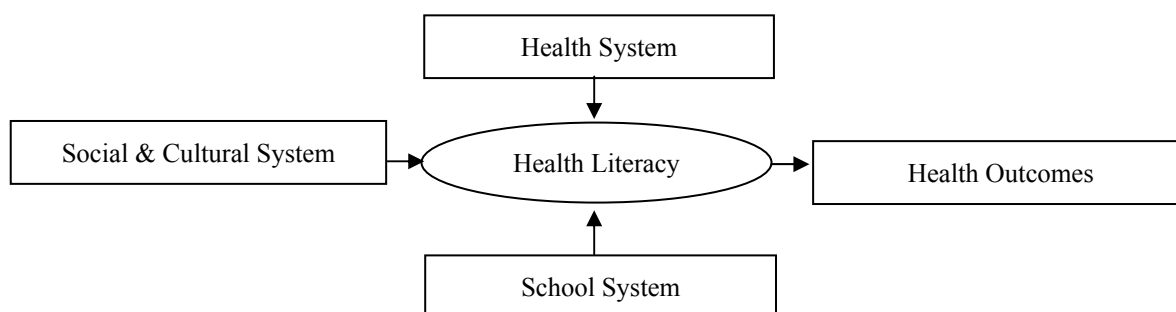 Health System
Social & Cultural System
Health Literacy
Health Outcomes
School System